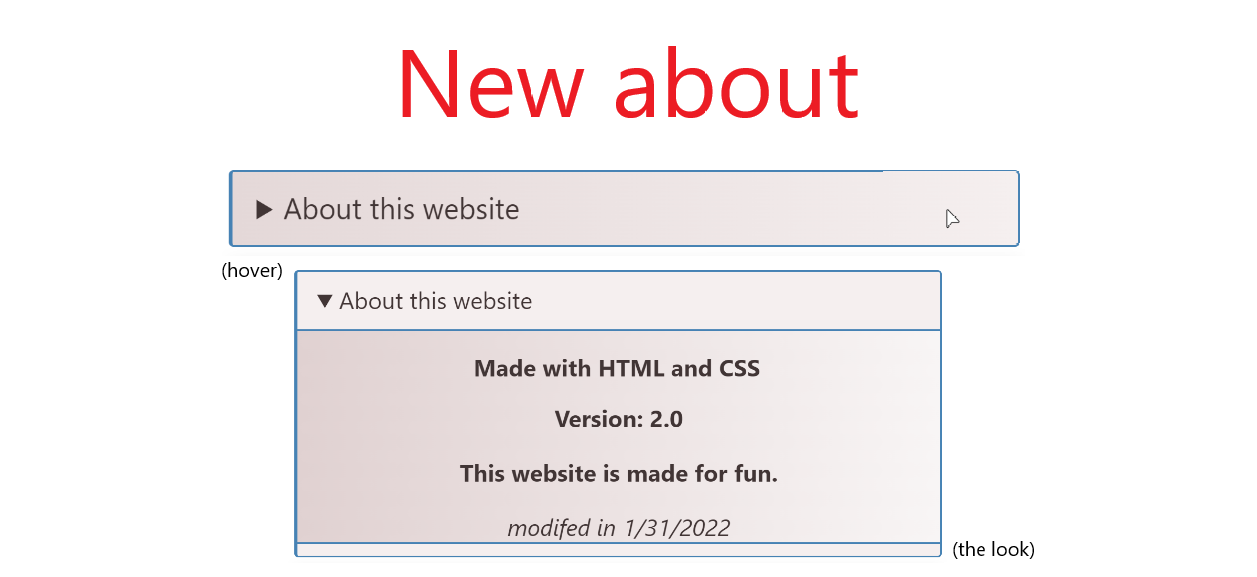 New about
About this website
(hover)
About this website
Made with HTML and CSS
Version: 2.0
This website is made for fun.
modifed in 1/31/2022
(the look)